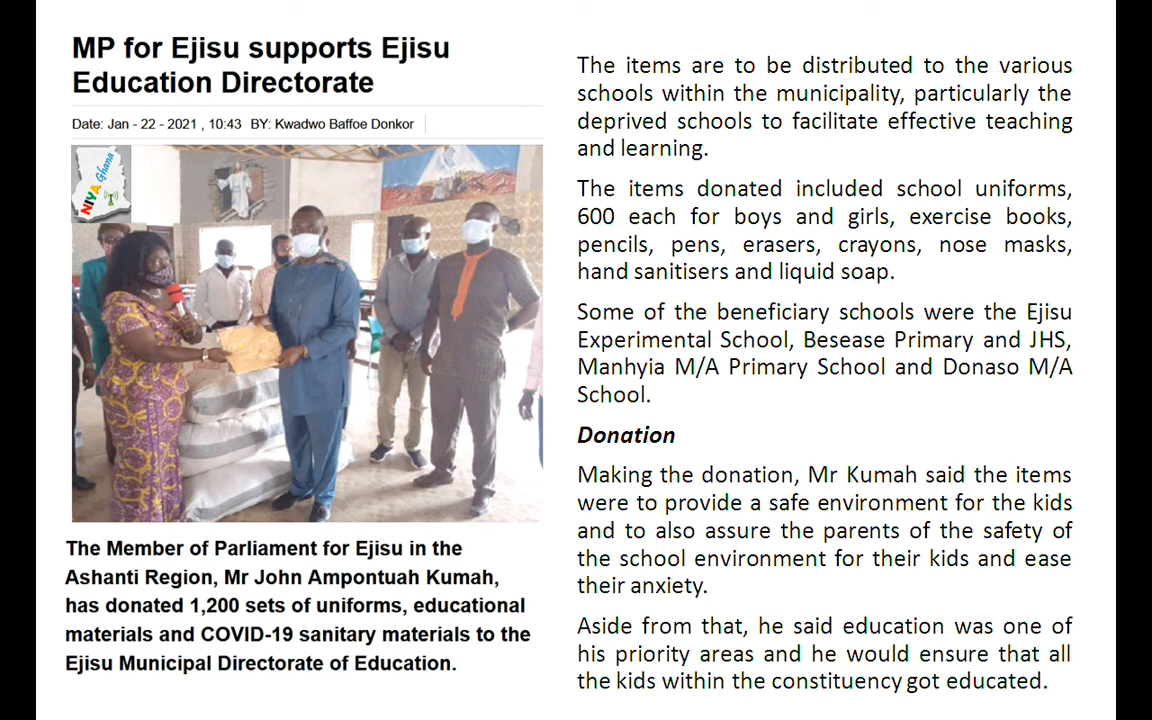 MP for Ejisu supports Ejisu
Education Directorate
Date: Jan - 22 - 2021 , 10:43 BY: Kwadwo Baffoe Donkor
NIYA Ghana
The Member of Parliament for Ejisu in the
Ashanti Region, Mr John Ampontuah Kumah,
has donated 1,200 sets of uniforms, educational
materials and COVID-19 sanitary materials to the
Ejisu Municipal Directorate of Education.
The items are to be distributed to the various
schools within the municipality, particularly the
deprived schools to facilitate effective teaching
and learning.
The items donated included school uniforms,
600 each for boys and girls, exercise books,
pencils, pens, erasers, crayons, nose masks,
hand sanitisers and liquid soap.
Some of the beneficiary schools were the Ejisu
Experimental School, Besease Primary and JHS,
Manhyia M/A Primary School and Donaso M/A
School.
Donation
Making the donation, Mr Kumah said the items
were to provide a safe environment for the kids
and to also assure the parents of the safety of
the school environment for their kids and ease
their anxiety.
Aside from that, he said education was one of
his priority areas and he would ensure that all
the kids within the constituency got educated.